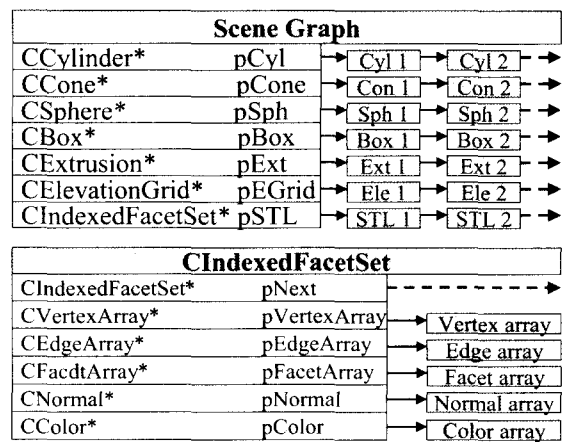 Scene Graph
CCylinder* pCyl Cyl 1 Cyl 2
CCone* pCone Con 1 Con 2
CSphere* pSph Sph 1 Sph 2
CBox* pBox Box 1 Box 2
CExtrusion* pExt Ext 1 Ext 2
CElevationGrid* pEGrid Ele 1 Ele 2
CIndexedFacetSet* pSTL STL 1 STL 2
CIndexedFacetSet
CIndexedFacetSet* pNext
CVertexArray* pVertexArray Vertex array
CEdgeArray* pEdgeArray Edge array
CFacdtArray* pFacetArray Facet array
CNormal* pNormal Normal array
CColor* pColor Color array